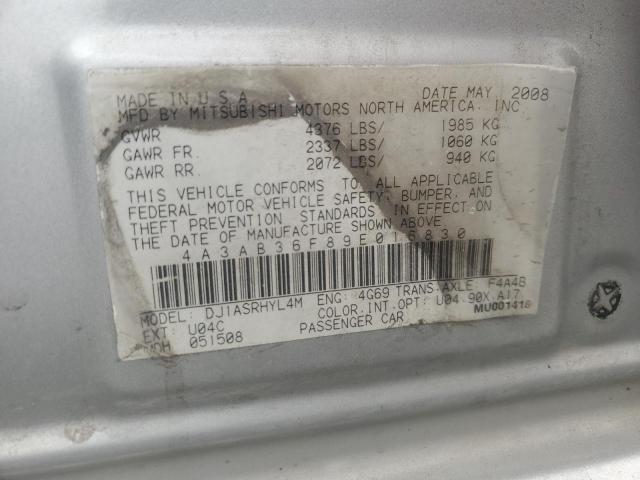 MADE IN U S A DATE MAY, 2008
MFD BY MITSUBISHI MOTORS NORTH AMERICA, INC
GVWR 4376 LBS/ 1985 KG
GAWR FR. 2337 LBS/ 1060 KG
GAWR RR. 2072 LBS/ 940 KG
THIS VEHICLE CONFORMS TO ALL APPLICABLE
FEDERAL MOTOR VEHICLE SAFETY, BUMPER, AND
THEFT PREVENTION STANDARDS IN EFFECT ON
THE DATE OF MANUFACTURE SHOWN ABOVE
4A3AB36F89E016830
MODEL: DJ1ASRHYL4M ENG: 4G69 TRANS.AXLE: F4A4B
EXT: U04C COLOR.INT.OPT: U04.90X.A17
051508 PASSENGER CAR MU001418